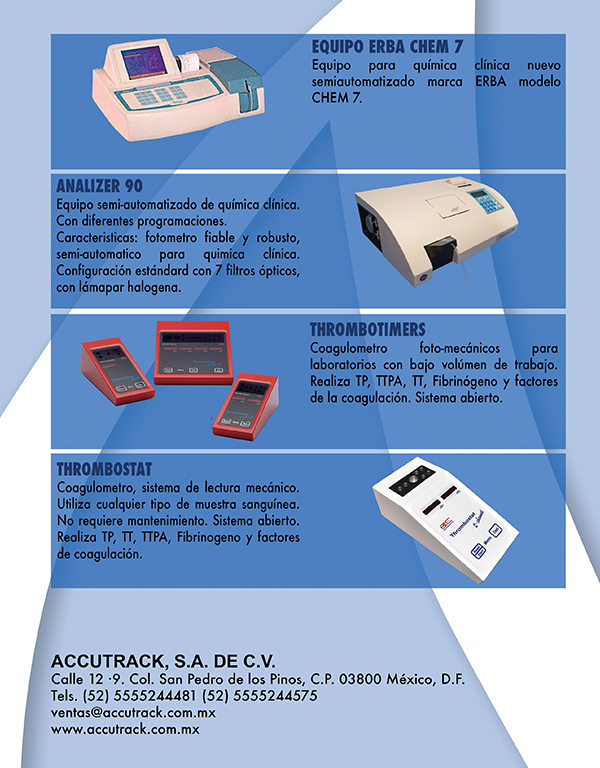 EQUIPO ERBA CHEM 7
Equipo para química clínica nuevo
semiautomatizado marca ERBA modelo
CHEM 7.
ANALIZER 90
Equipo semi-automatizado de química clínica.
Con diferentes programaciones.
Caracteristicas: fotometro fiable y robusto,
semi-automatico para quimica clínica.
Configuración estándard con 7 filtros ópticos,
con lámapar halogena.
THROMBOTIMERS
Coagulometro foto-mecánicos para
laboratorios con bajo volúmen de trabajo.
Realiza TP, TTPA, TT, Fibrinógeno y factores
de la coagulación. Sistema abierto.
THROMBOSTAT
Coagulometro, sistema de lectura mecánico.
Utiliza cualquier tipo de muestra sanguínea.
No requiere mantenimiento. Sistema abierto.
Realiza TP, TT, TTPA, Fibrinogeno y factores
de coagulación.
Thrombostat
ACCUTRACK, S.A. DE C.V.
Calle 12 ·9. Col. San Pedro de los Pinos, C.P. 03800 México, D.F.
Tels. (52) 5555244481 (52) 5555244575
ventas@accutrack.com.mx
www.accutrack.com.mx